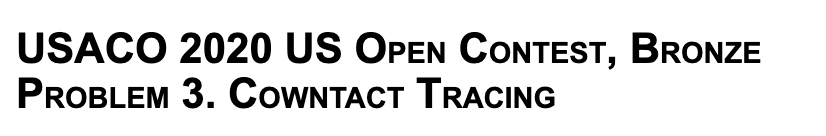 USACO 2020 US Open Contest, Bronze
Problem 3. Cowntact Tracing